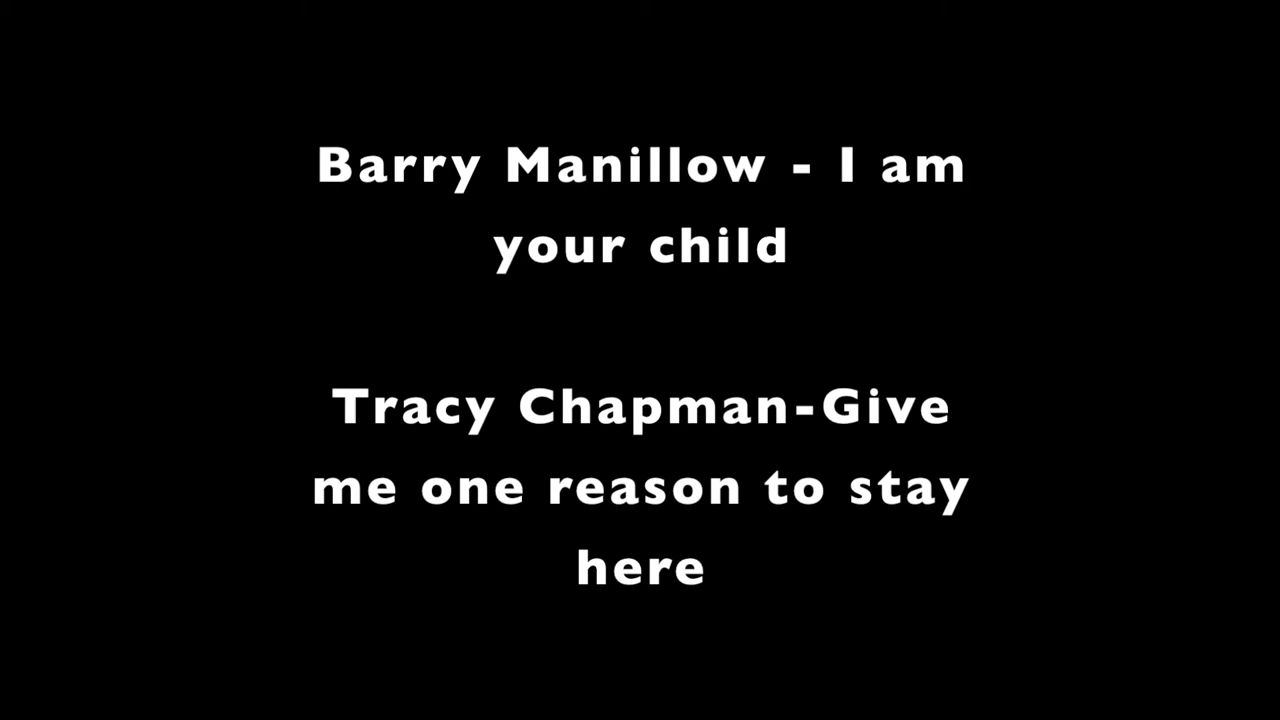 Barry Manillow - I am
your child
Tracy Chapman-Give
me one reason to stay
here